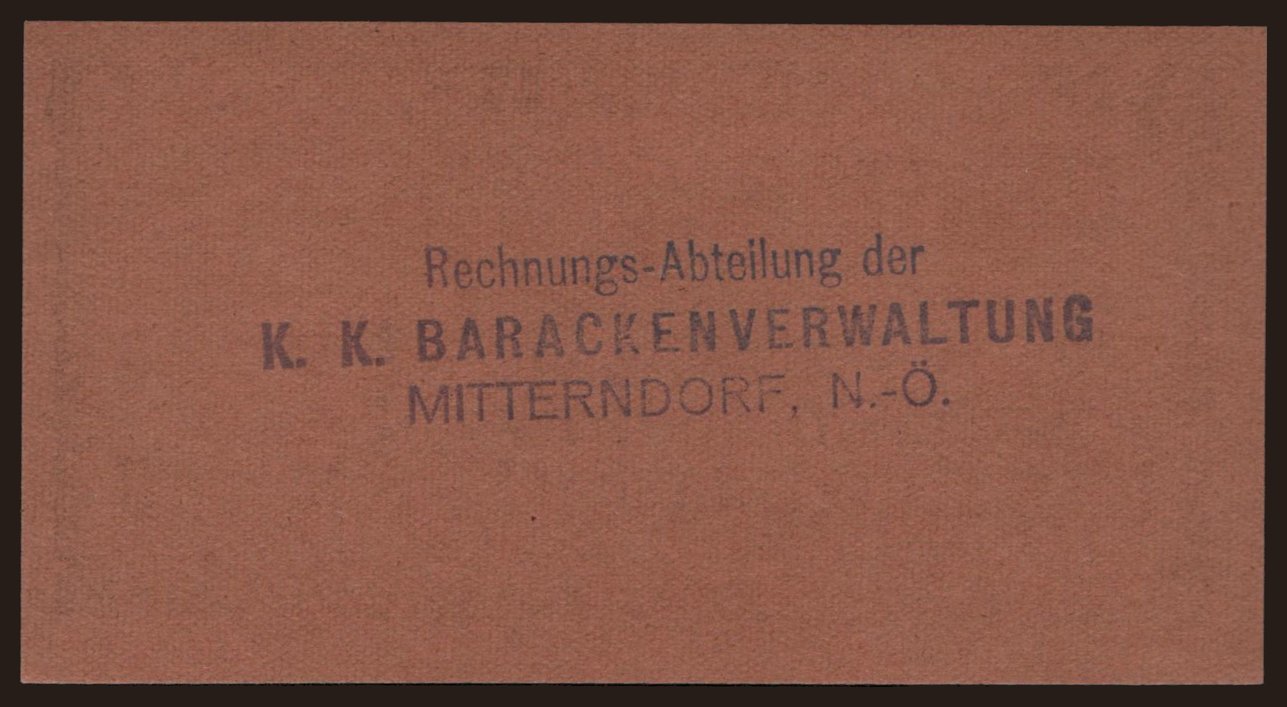 Rechnungs-Abteilung der
K. K. BARACKENVERWALTUNG
MITTERNDORF, N.-Ö.